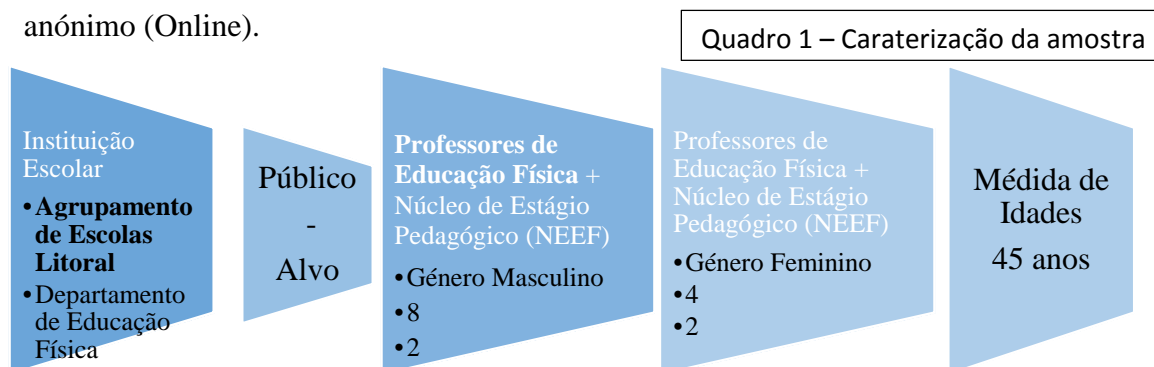 anónimo (Online).
Quadro 1 – Caraterização da amostra
Instituição
Escolar
•Agrupamento
de Escolas
Litoral
•Departamento
de Educação
Física
Público
-
Alvo
Professores de
Educação Física +
Núcleo de Estágio
Pedagógico (NEEF)
•Género Masculino
•8
•2
Professores de
Educação Física +
Núcleo de Estágio
Pedagógico (NEEF)
•Género Feminino
•4
•2
Médida de
Idades
45 anos